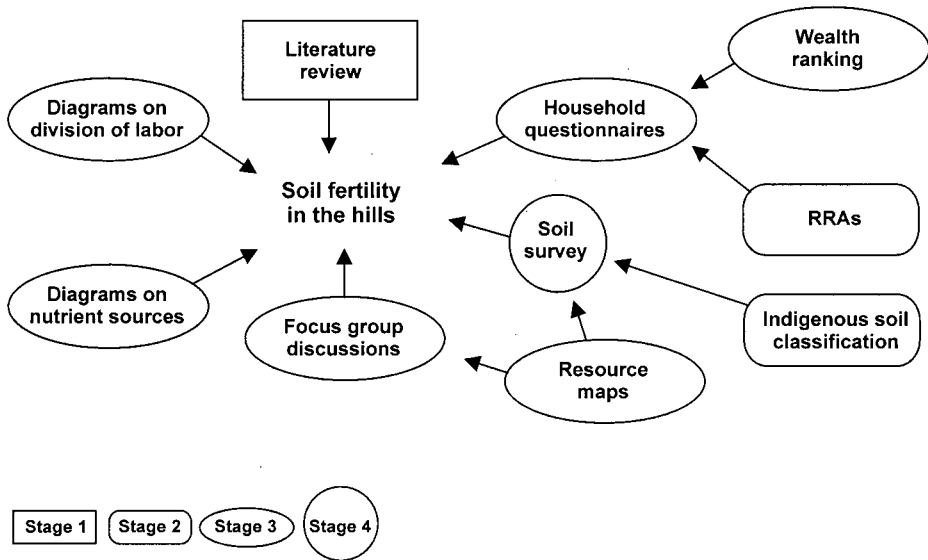 Literature
review
Wealth
ranking
Diagrams on
division of labor
Household
questionnaires
Soil fertility
in the hills
RRAs
Soil
survey
Diagrams on
nutrient sources
Focus group
discussions
Indigenous soil
classification
Resource
maps
Stage 1
Stage 2
Stage 3
Stage 4